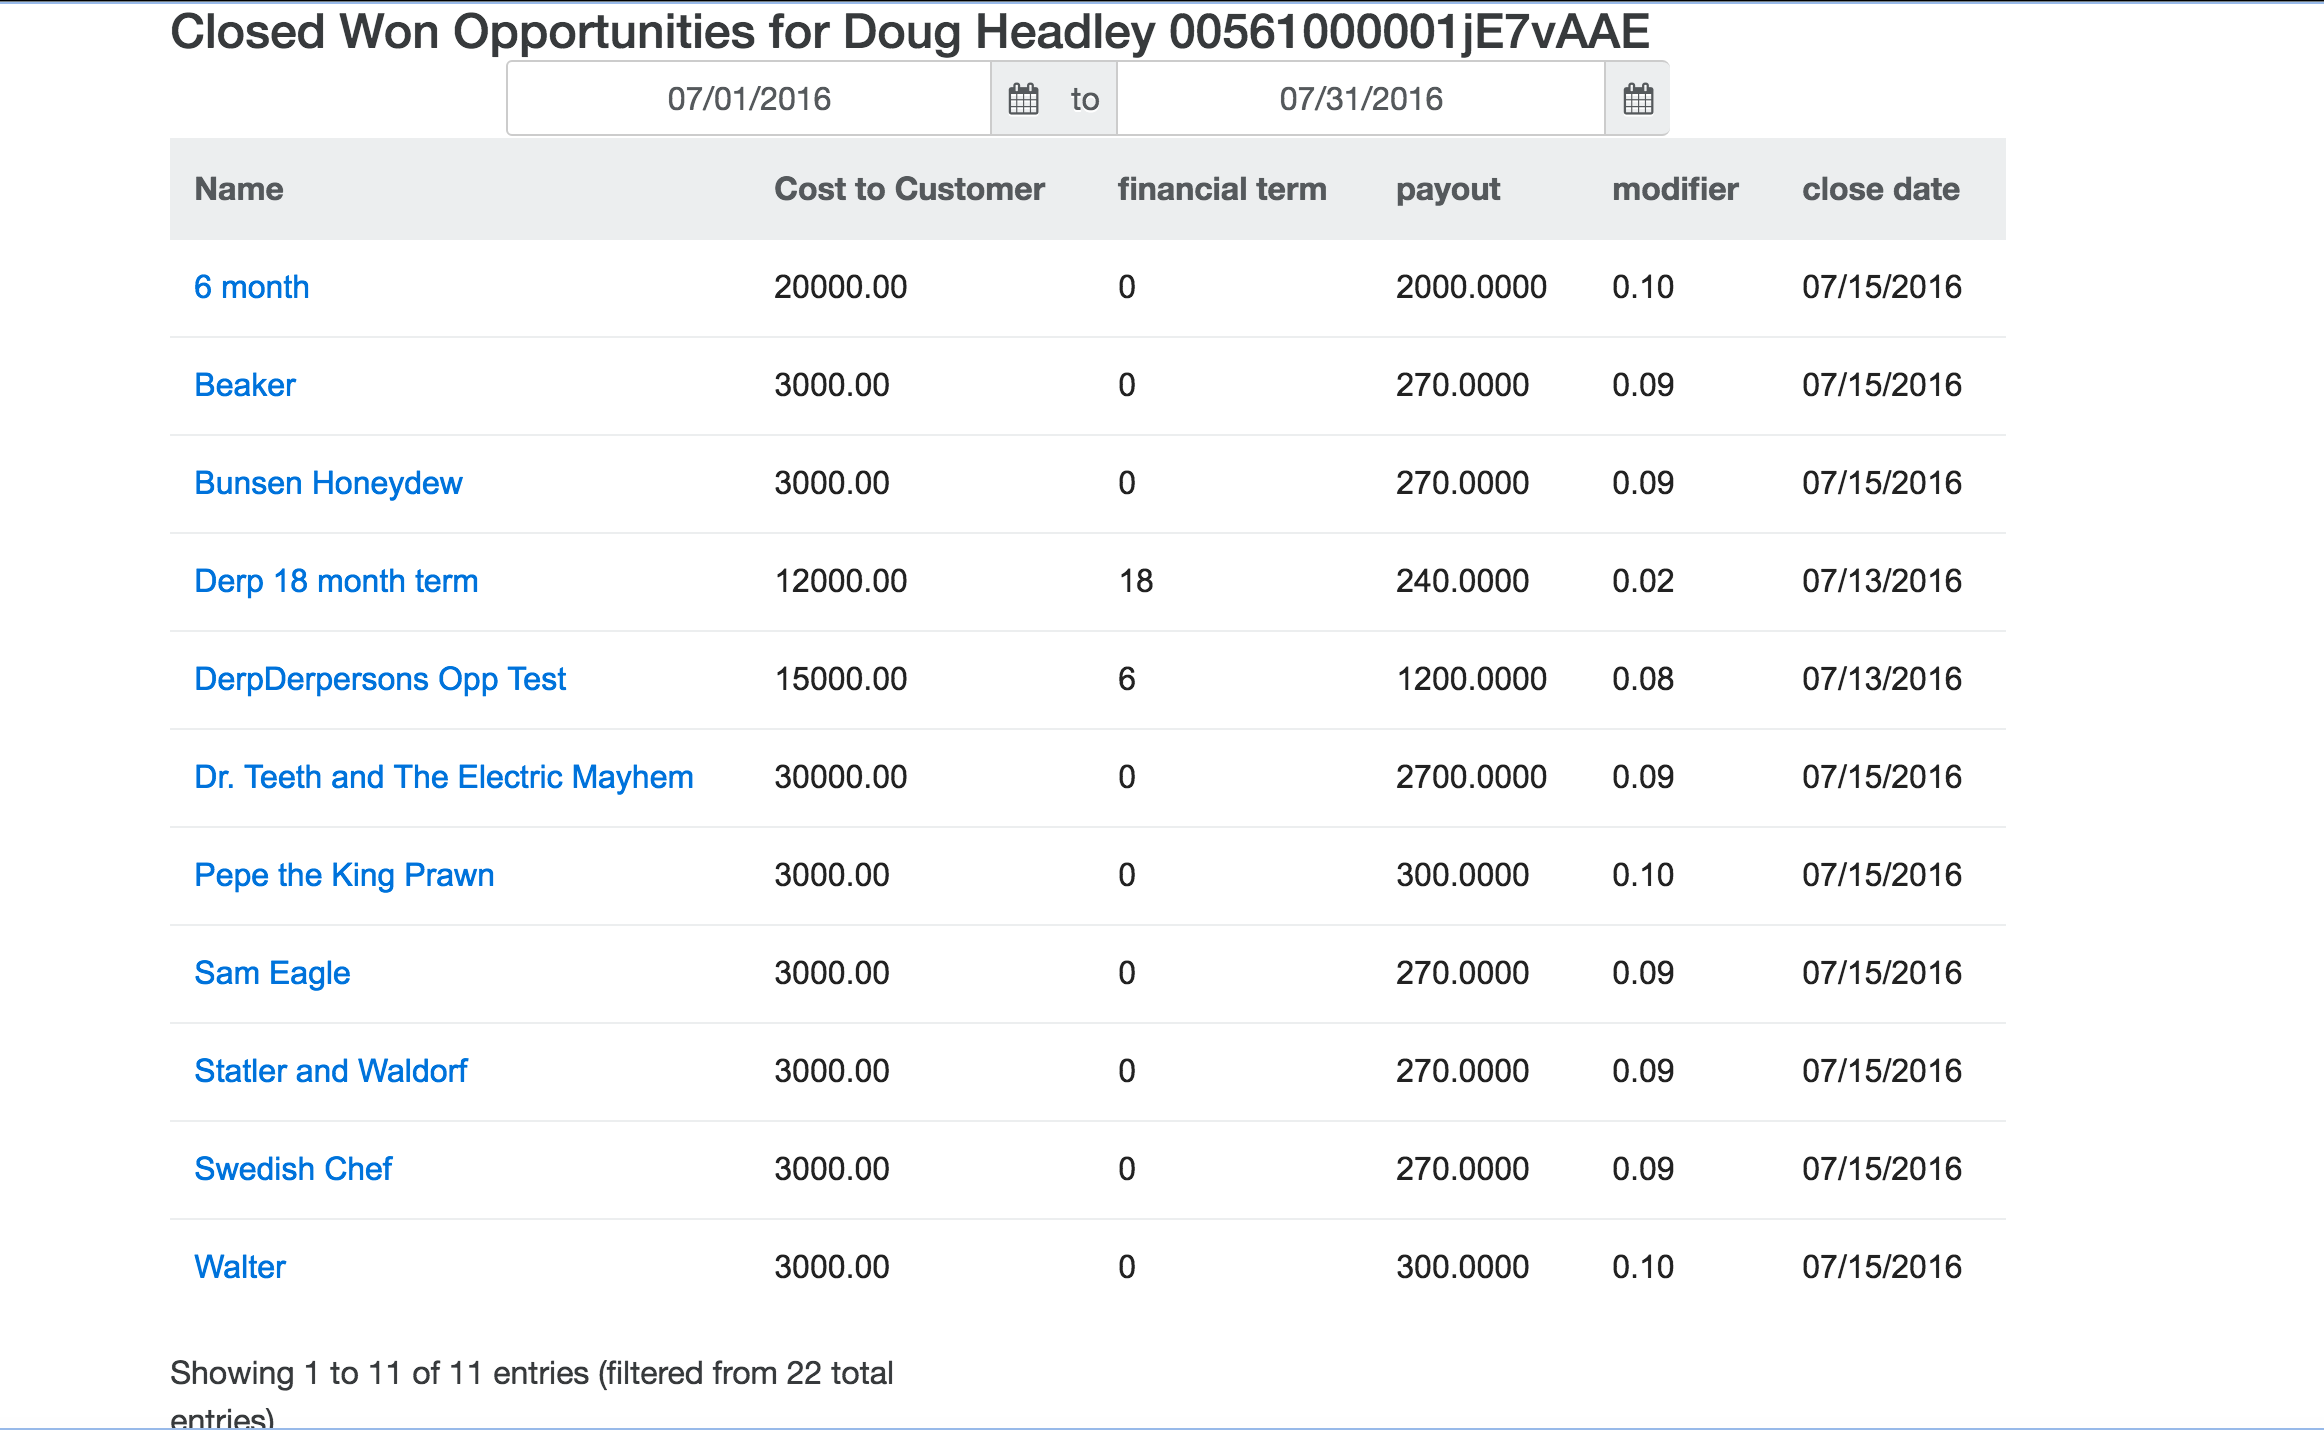 Closed Won Opportunities for Doug Headley 00561000001jE7vAAE
07/01/2016 to 07/31/2016
Name Cost to Customer financial term payout modifier close date
6 month 20000.00 0 2000.0000 0.10 07/15/2016
Beaker 3000.00 0 270.0000 0.09 07/15/2016
Bunsen Honeydew 3000.00 0 270.0000 0.09 07/15/2016
Derp 18 month term 12000.00 18 240.0000 0.02 07/13/2016
DerpDerpersons Opp Test 15000.00 6 1200.0000 0.08 07/13/2016
Dr. Teeth and The Electric Mayhem 30000.00 0 2700.0000 0.09 07/15/2016
Pepe the King Prawn 3000.00 0 300.0000 0.10 07/15/2016
Sam Eagle 3000.00 0 270.0000 0.09 07/15/2016
Statler and Waldorf 3000.00 0 270.0000 0.09 07/15/2016
Swedish Chef 3000.00 0 270.0000 0.09 07/15/2016
Walter 3000.00 0 300.0000 0.10 07/15/2016
Showing 1 to 11 of 11 entries (filtered from 22 total
entries)